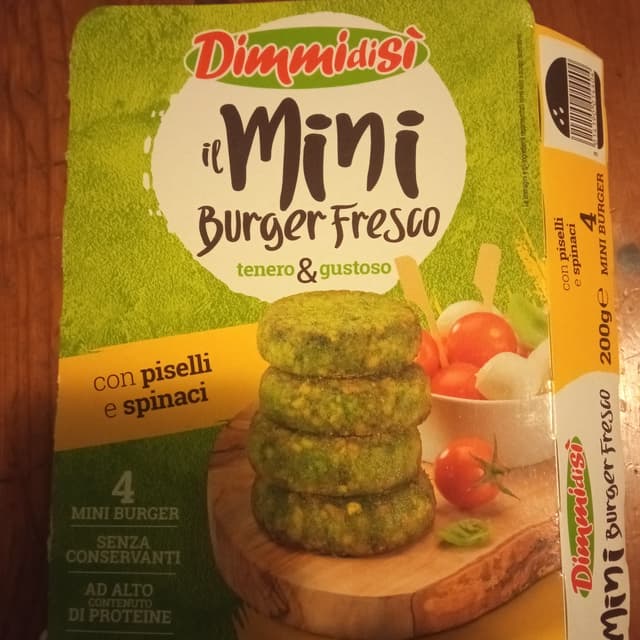 DimmidiSì
il Mini
Burger Fresco
tenero & gustoso
con piselli
e spinaci
4
MINI BURGER
SENZA
CONSERVANTI
AD ALTO
CONTENUTO
DI PROTEINE
con piselli
e spinaci
4
MINI BURGER
200g e
DimmidiSì
Mini Burger Fresco